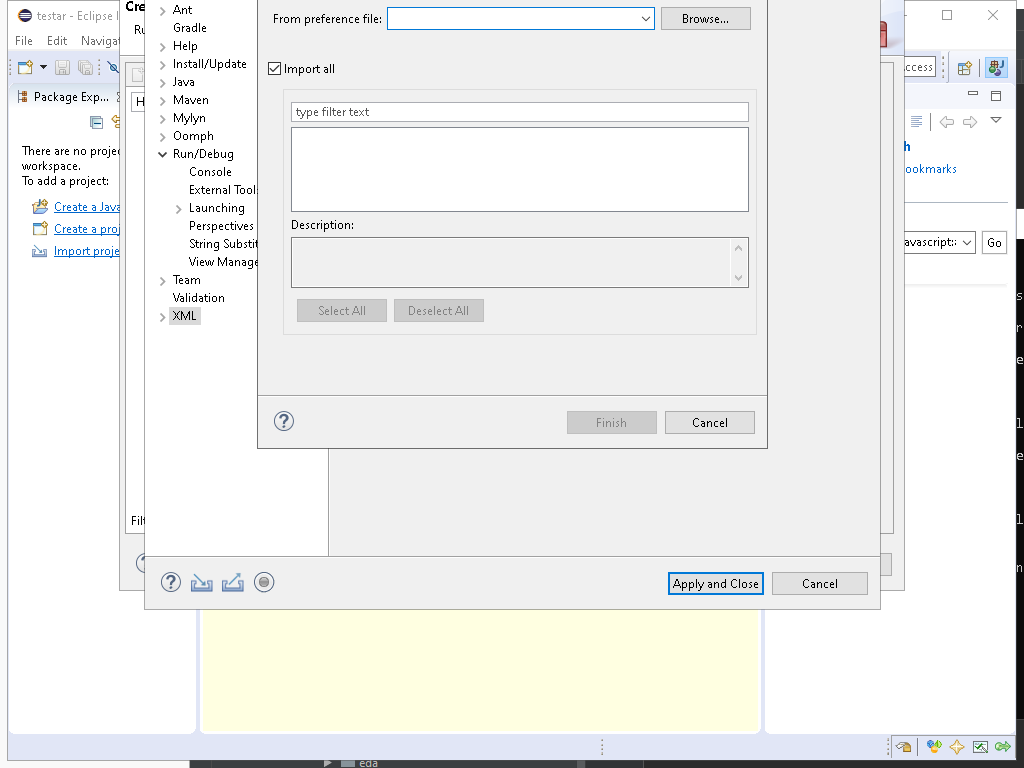 testar - Eclipse I
Cre
Ru
File Edit Navigat
Package Exp...
H
There are no projec
workspace.
To add a project:
Create a Java
Create a proj
Import proje
Filt
Ant
Gradle
Help
Install/Update
Java
Maven
Mylyn
Oomph
Run/Debug
Console
External Tool
Launching
Perspectives
String Substit
View Manage
Team
Validation
XML
From preference file:
Browse...
Import all
type filter text
Description:
Select All
Deselect All
Finish
Cancel
Apply and Close
Cancel
ccess
h
ookmarks
avascript:
Go
eda